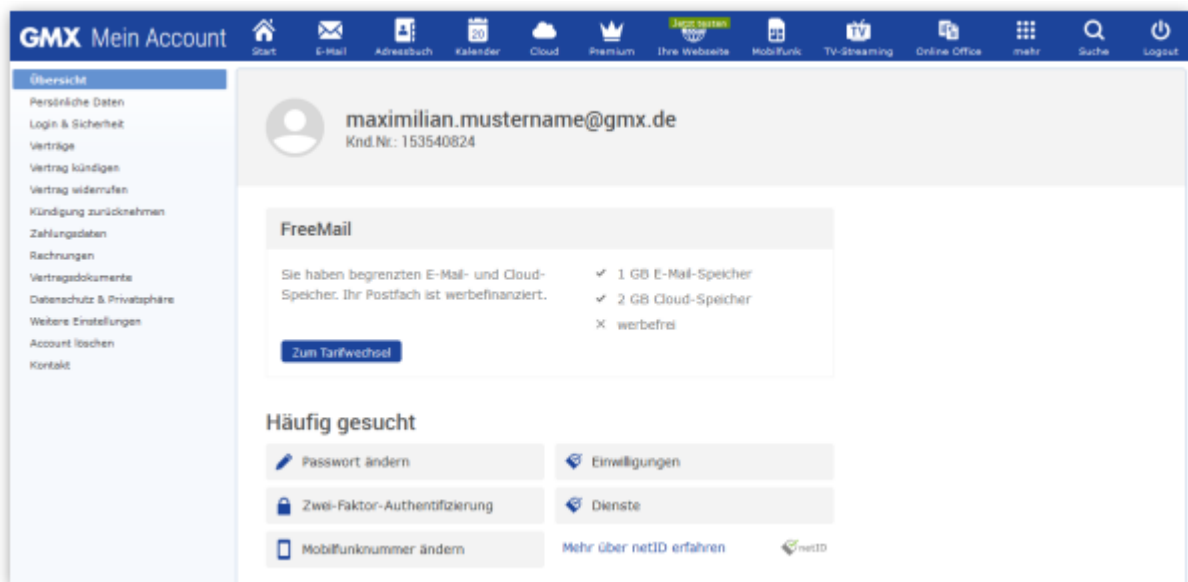 GMX Mein Account
Start
E-Mail
Adressbuch
20
Kalender
Cloud
Premium
Jetzt testen
Ihre Webseite
Mobilfunk
TV
TV-Streaming
Online Office
mehr
Suche
Logout
Übersicht
Persönliche Daten
Login & Sicherheit
Verträge
Vertrag kündigen
Vertrag widerrufen
Kündigung zurücknehmen
Zahlungsdaten
Rechnungen
Vertragsdokumente
Datenschutz & Privatsphäre
Weitere Einstellungen
Account löschen
Kontakt
maximilian.mustername@gmx.de
Knd.Nr.: 153540824
FreeMail
Sie haben begrenzten E-Mail- und Cloud-
Speicher. Ihr Postfach ist werbefinanziert.
1 GB E-Mail-Speicher
2 GB Cloud-Speicher
werbefrei
Zum Tarifwechsel
Häufig gesucht
Passwort ändern
Einwilligungen
Zwei-Faktor-Authentifizierung
Dienste
Mobilfunknummer ändern
Mehr über netID erfahren
netID